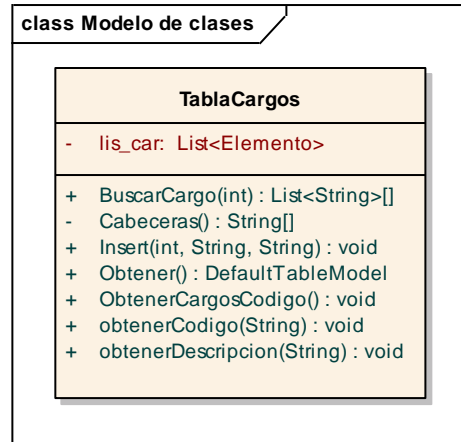 class Modelo de clases
TablaCargos
- lis_car: List<Elemento>
+ BuscarCargo(int) : List<String>[]
- Cabeceras() : String[]
+ Insert(int, String, String) : void
+ Obtener() : DefaultTableModel
+ ObtenerCargosCodigo() : void
+ obtenerCodigo(String) : void
+ obtenerDescripcion(String) : void